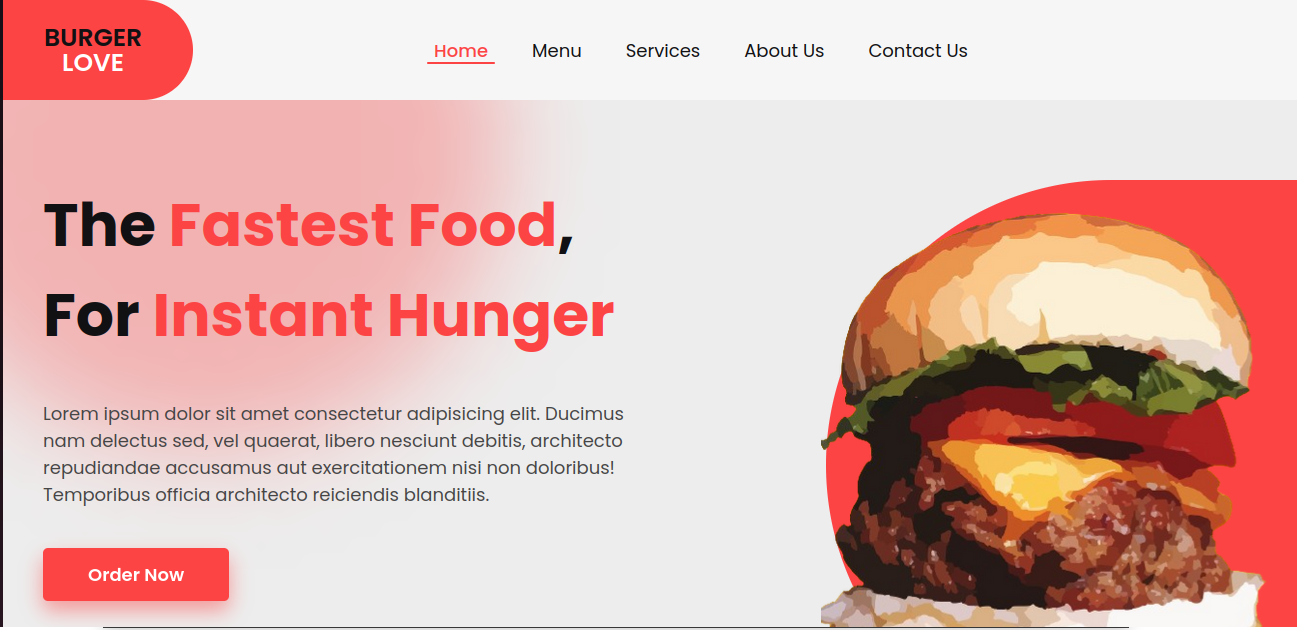 BURGER
LOVE
Home Menu Services About Us Contact Us
The Fastest Food,
For Instant Hunger
Lorem ipsum dolor sit amet consectetur adipisicing elit. Ducimus
nam delectus sed, vel quaerat, libero nesciunt debitis, architecto
repudiandae accusamus aut exercitationem nisi non doloribus!
Temporibus officia architecto reiciendis blanditiis.
Order Now